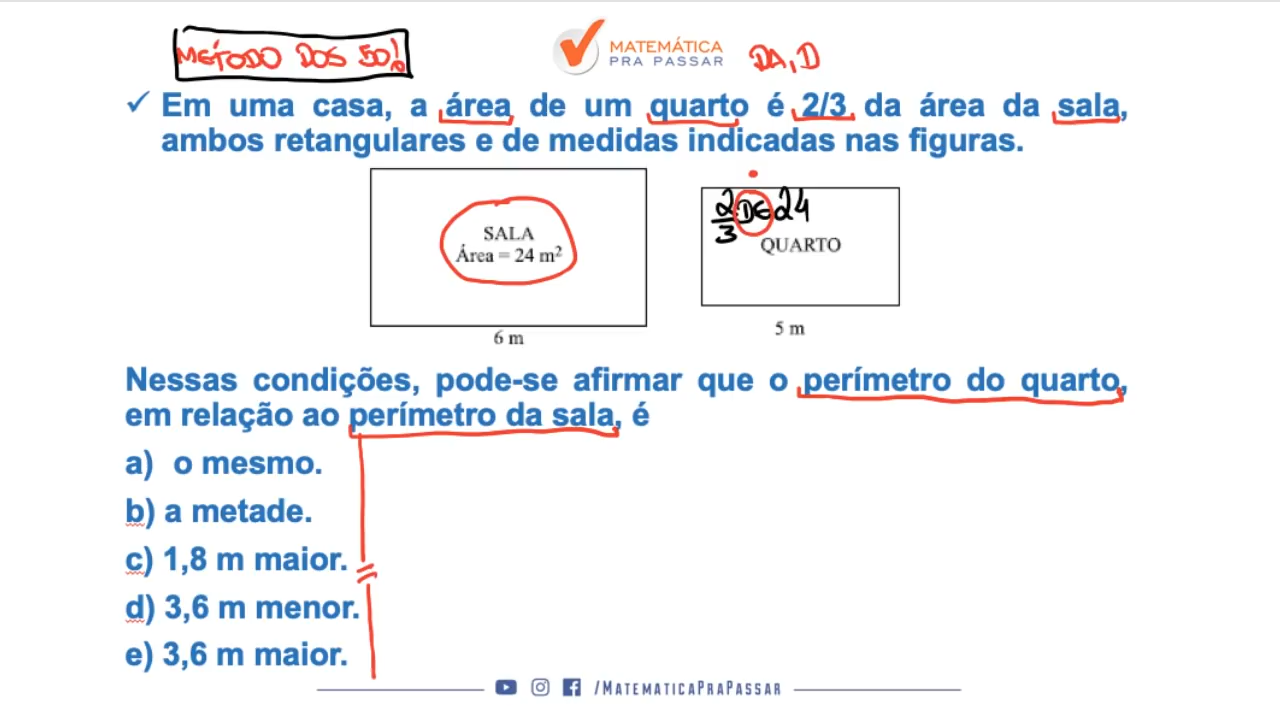 MÉTODO DOS 50!
MATEMÁTICA
PRA PASSAR
DA, D
✓ Em uma casa, a área de um quarto é 2/3 da área da sala,
ambos retangulares e de medidas indicadas nas figuras.
SALA
Área = 24 m²
6 m
2/3 DE 24
QUARTO
5 m
Nessas condições, pode-se afirmar que o perímetro do quarto,
em relação ao perímetro da sala, é
a) o mesmo.
b) a metade.
c) 1,8 m maior.
d) 3,6 m menor.
e) 3,6 m maior.
/MATEMATICAPRAPASSAR